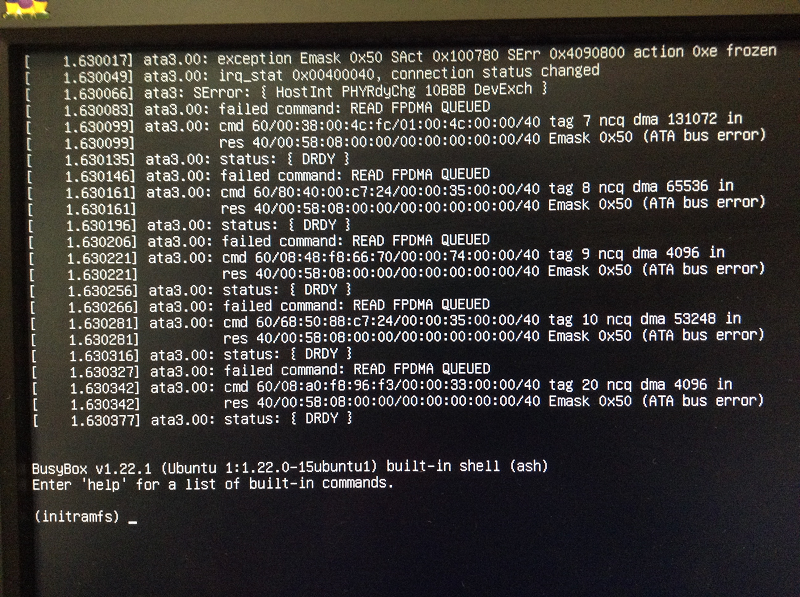 [    1.630017] ata3.00: exception Emask 0x50 SAct 0x100780 SErr 0x4090800 action 0xe frozen
[    1.630049] ata3.00: irq_stat 0x00400040, connection status changed
[    1.630066] ata3: SError: { HostInt PHYRdyChg 10B8B DevExch }
[    1.630083] ata3.00: failed command: READ FPDMA QUEUED
[    1.630099] ata3.00: cmd 60/00:38:00:4c:fc/01:00:4c:00:00/40 tag 7 ncq dma 131072 in
[    1.630099]          res 40/00:58:08:00:00/00:00:00:00:00/40 Emask 0x50 (ATA bus error)
[    1.630135] ata3.00: status: { DRDY }
[    1.630146] ata3.00: failed command: READ FPDMA QUEUED
[    1.630161] ata3.00: cmd 60/80:40:00:c7:24/00:00:35:00:00/40 tag 8 ncq dma 65536 in
[    1.630161]          res 40/00:58:08:00:00/00:00:00:00:00/40 Emask 0x50 (ATA bus error)
[    1.630196] ata3.00: status: { DRDY }
[    1.630206] ata3.00: failed command: READ FPDMA QUEUED
[    1.630221] ata3.00: cmd 60/08:48:f8:66:70/00:00:74:00:00/40 tag 9 ncq dma 4096 in
[    1.630221]          res 40/00:58:08:00:00/00:00:00:00:00/40 Emask 0x50 (ATA bus error)
[    1.630256] ata3.00: status: { DRDY }
[    1.630266] ata3.00: failed command: READ FPDMA QUEUED
[    1.630281] ata3.00: cmd 60/68:50:88:c7:24/00:00:35:00:00/40 tag 10 ncq dma 53248 in
[    1.630281]          res 40/00:58:08:00:00/00:00:00:00:00/40 Emask 0x50 (ATA bus error)
[    1.630316] ata3.00: status: { DRDY }
[    1.630327] ata3.00: failed command: READ FPDMA QUEUED
[    1.630342] ata3.00: cmd 60/08:a0:f8:96:f3/00:00:33:00:00/40 tag 20 ncq dma 4096 in
[    1.630342]          res 40/00:58:08:00:00/00:00:00:00:00/40 Emask 0x50 (ATA bus error)
[    1.630377] ata3.00: status: { DRDY }
BusyBox v1.22.1 (Ubuntu 1:1.22.0-15ubuntu1) built-in shell (ash)
Enter 'help' for a list of built-in commands.
(initramfs) _